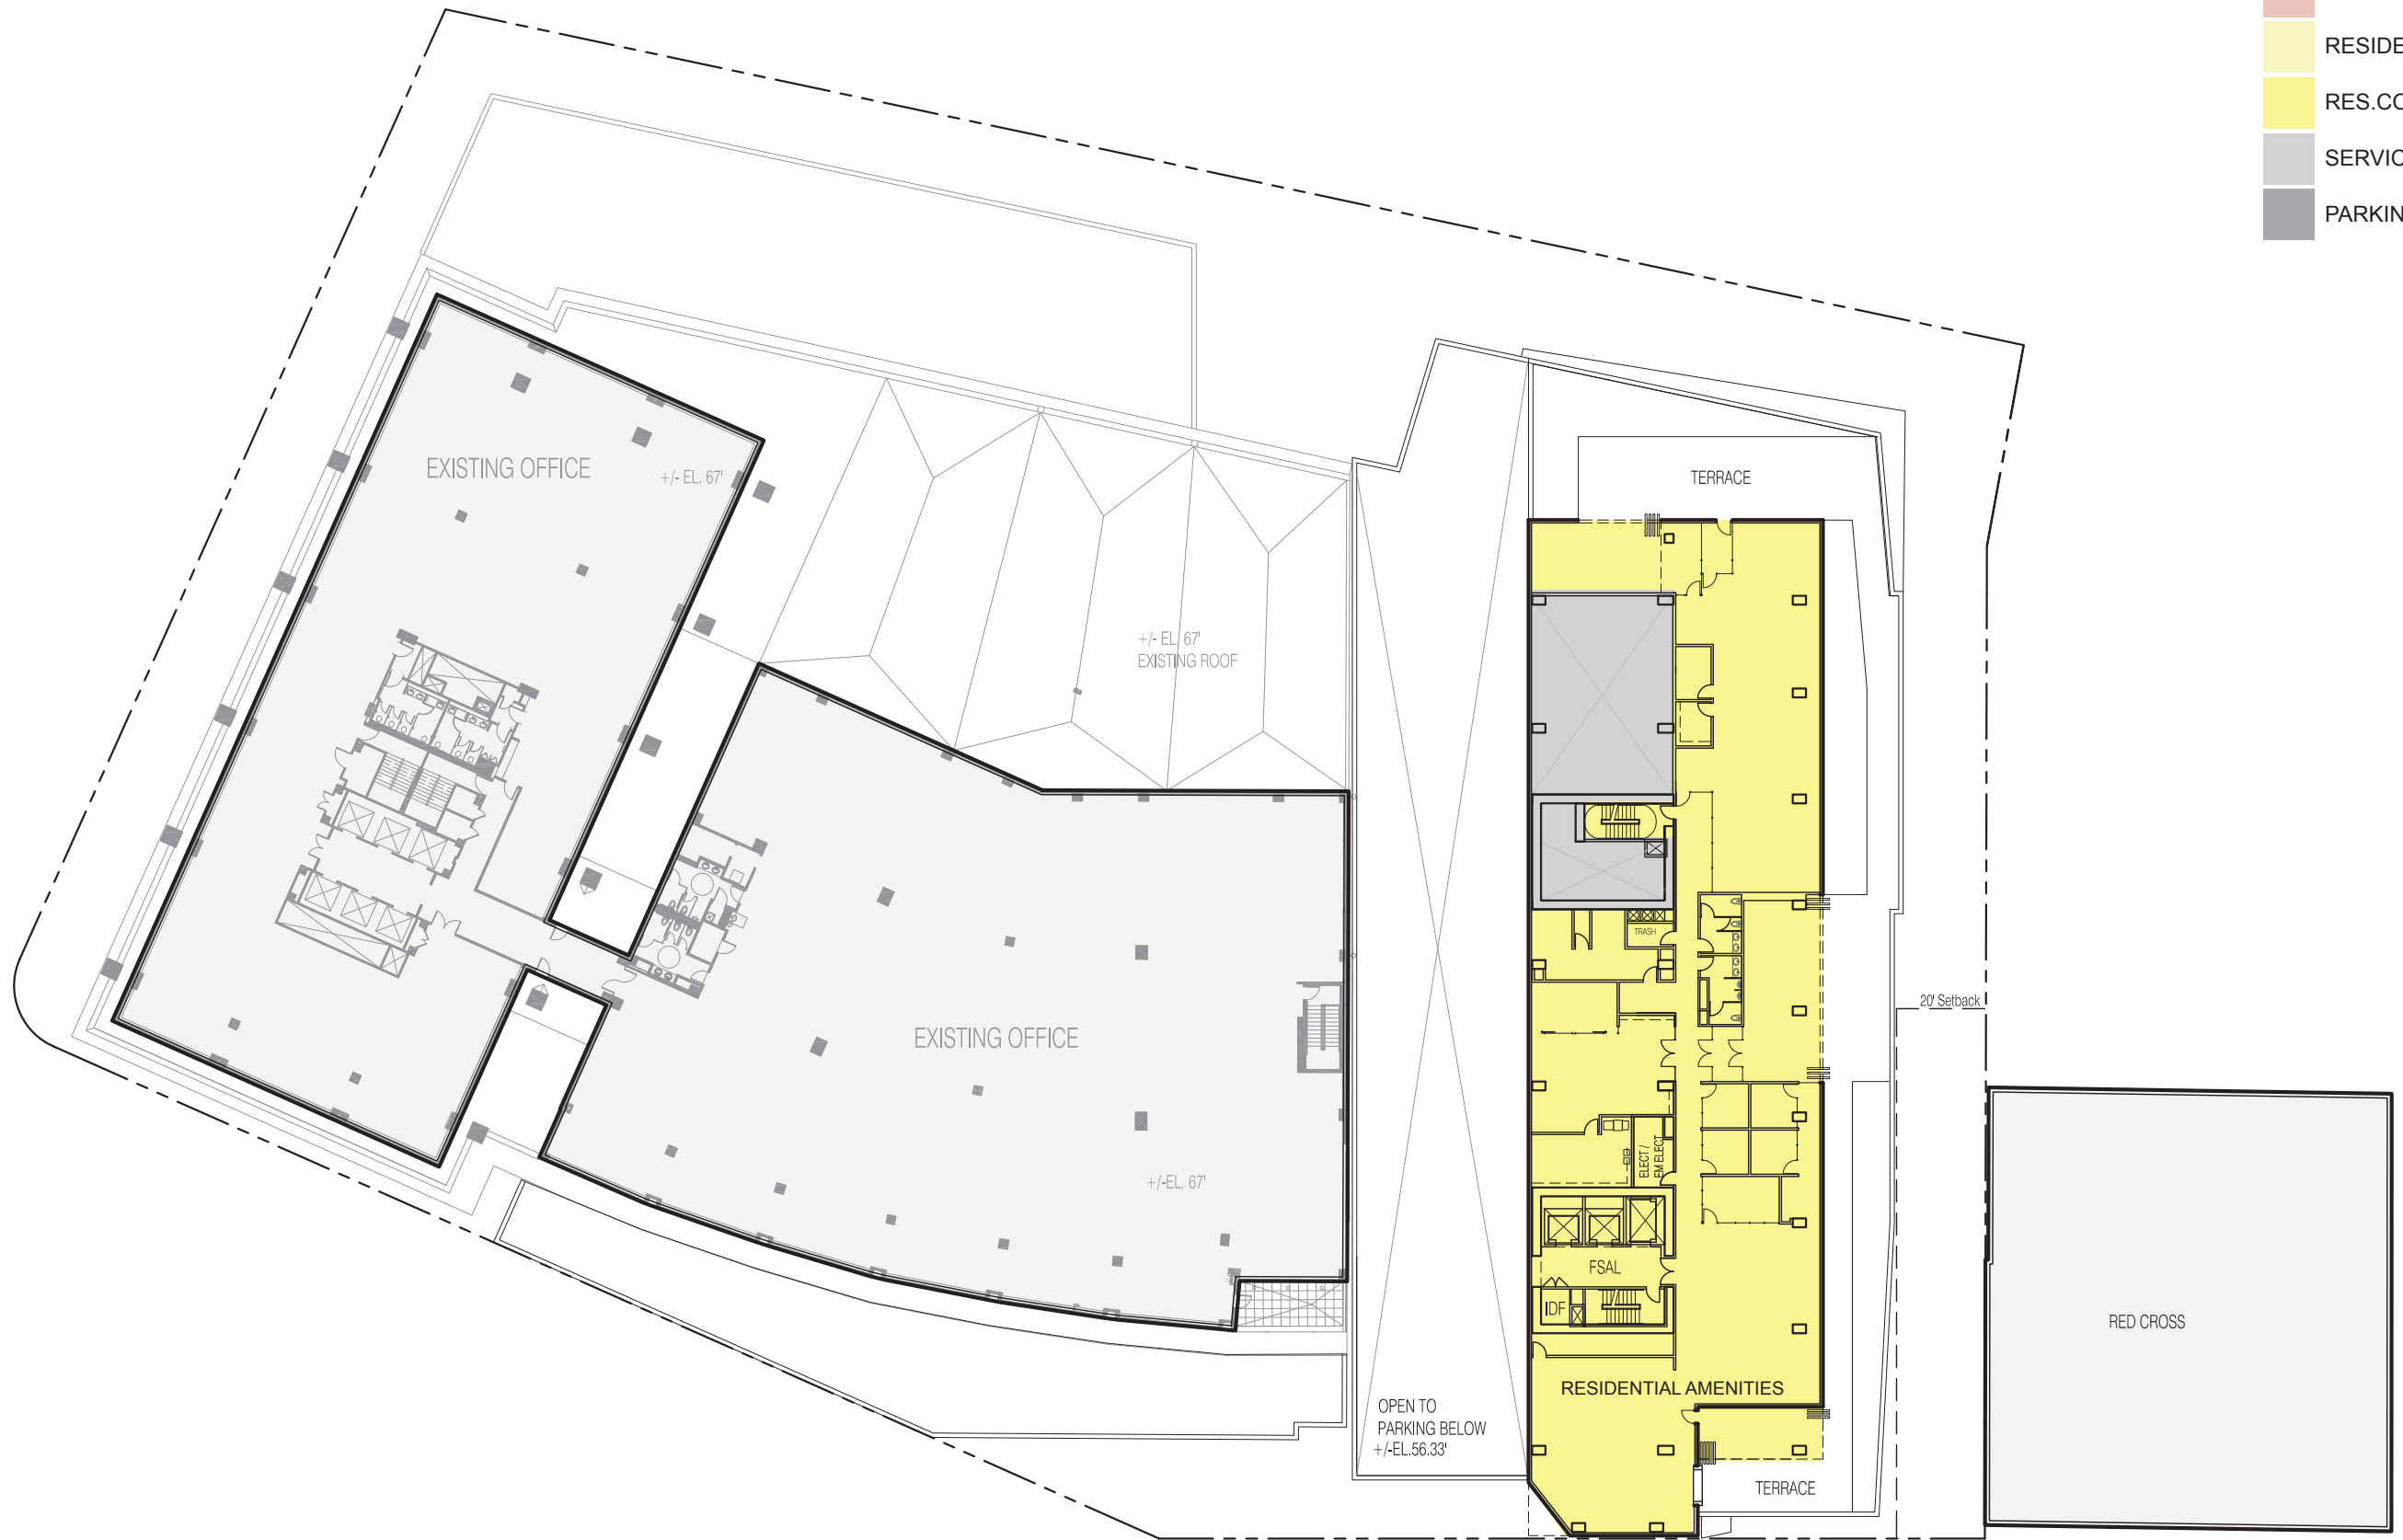 RESIDE
RES.CO
SERVIC
PARKIN
EXISTING OFFICE
+/- EL. 67'
TERRACE
+/- EL. 67'
EXISTING ROOF
TRASH
20' Setback
EXISTING OFFICE
ELECT /
EM ELECT
+/-EL. 67'
FSAL
IDF
RED CROSS
RESIDENTIAL AMENITIES
OPEN TO
PARKING BELOW
+/-EL.56.33'
TERRACE